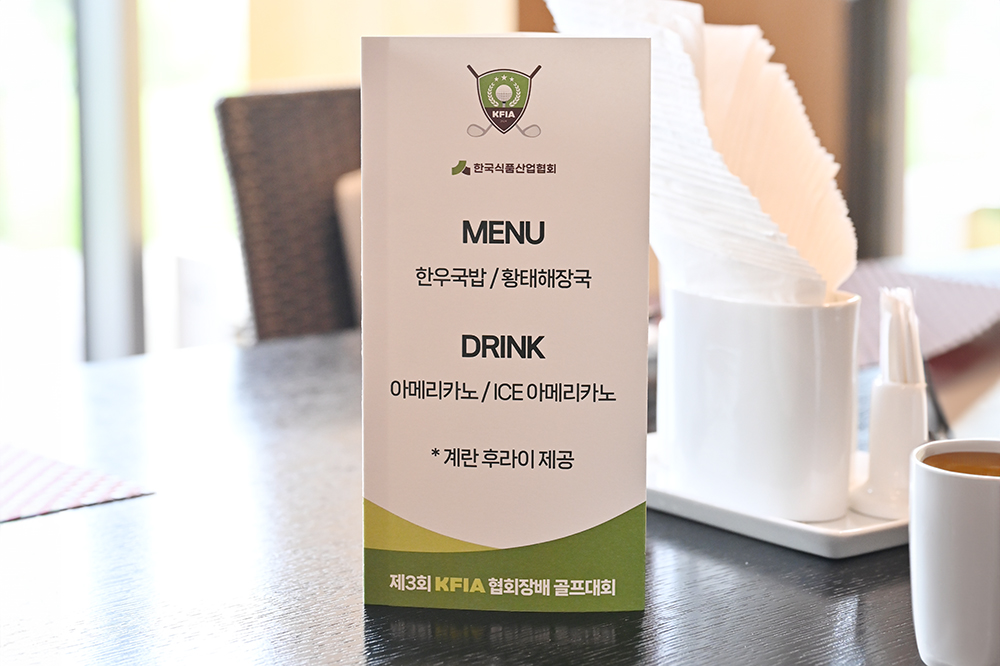 KFIA
한국식품산업협회
MENU
한우국밥 / 황태해장국
DRINK
아메리카노 / ICE 아메리카노
* 계란 후라이 제공
제3회 KFIA 협회장배 골프대회